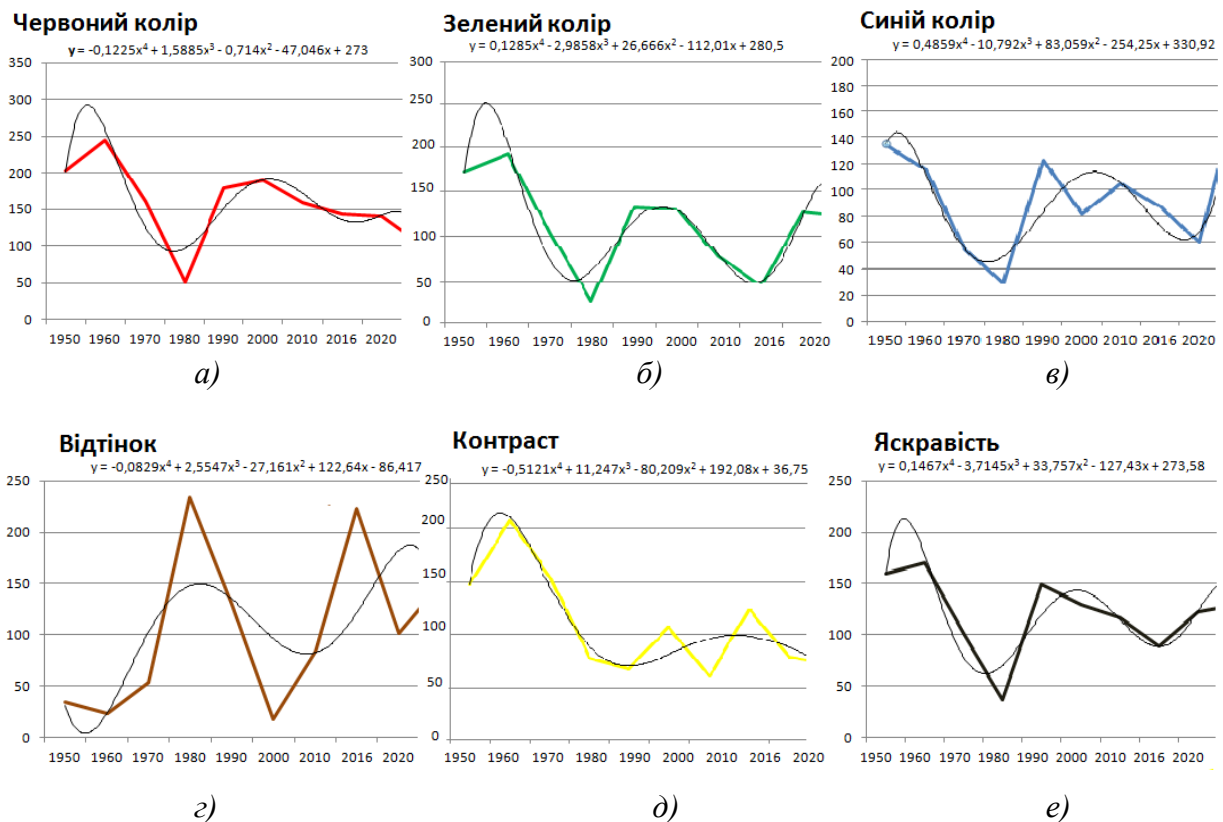 Червоний колір
y = -0,1225x⁴ + 1,5885x³ - 0,714x² - 47,046x + 273
350
300
250
200
150
100
50
0
1950 1960 1970 1980 1990 2000 2010 2016 2020
а)
Зелений колір
y = 0,1285x⁴ - 2,9858x³ + 26,666x² - 112,01x + 280,5
300
250
200
150
100
50
0
1950 1960 1970 1980 1990 2000 2010 2016 2020
б)
Синій колір
y = 0,4859x⁴ - 10,792x³ + 83,059x² - 254,25x + 330,92
200
180
160
140
120
100
80
60
40
20
0
1950 1960 1970 1980 1990 2000 2010 2016 2020
в)
Відтінок
y = -0,0829x⁴ + 2,5547x³ - 27,161x² + 122,64x - 86,417
250
200
150
100
50
0
1950 1960 1970 1980 1990 2000 2010 2016 2020
г)
Контраст
y = -0,5121x⁴ + 11,247x³ - 80,209x² + 192,08x + 36,75
250
200
150
100
50
0
1950 1960 1970 1980 1990 2000 2010 2016 2020
д)
Яскравість
y = 0,1467x⁴ - 3,7145x³ + 33,757x² - 127,43x + 273,58
250
200
150
100
50
0
1950 1960 1970 1980 1990 2000 2010 2016 2020
е)